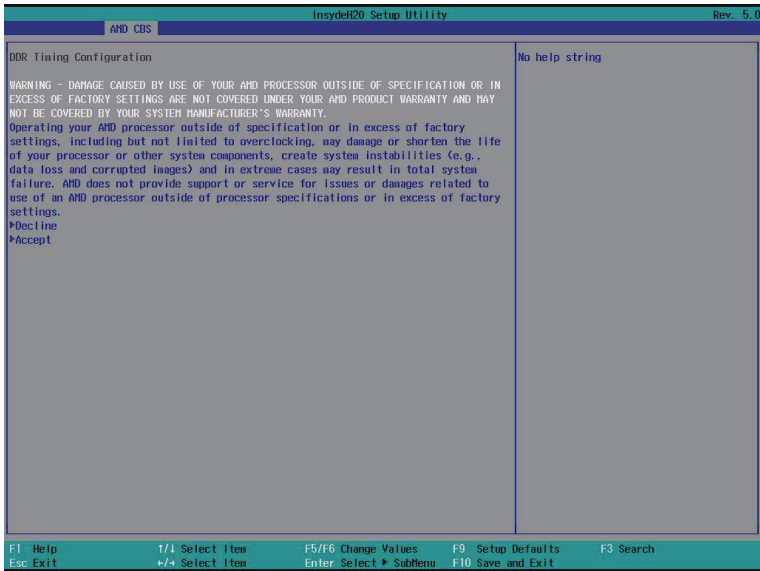 InsydeH20 Setup Utility Rev. 5.0
AMD CBS
DDR Timing Configuration
No help string
WARNING - DAMAGE CAUSED BY USE OF YOUR AMD PROCESSOR OUTSIDE OF SPECIFICATION OR IN
EXCESS OF FACTORY SETTINGS ARE NOT COVERED UNDER YOUR AMD PRODUCT WARRANTY AND MAY
NOT BE COVERED BY YOUR SYSTEM MANUFACTURER'S WARRANTY.
Operating your AMD processor outside of specification or in excess of factory
settings, including but not limited to overclocking, may damage or shorten the life
of your processor or other system components, create system instabilities (e.g.,
data loss and corrupted images) and in extreme cases may result in total system
failure. AMD does not provide support or service for issues or damages related to
use of an AMD processor outside of processor specifications or in excess of factory
settings.
▶Decline
▶Accept
F1 Help ↑/↓ Select Item F5/F6 Change Values F9 Setup Defaults F3 Search
Esc Exit ←/→ Select Item Enter Select ▶ SubMenu F10 Save and Exit